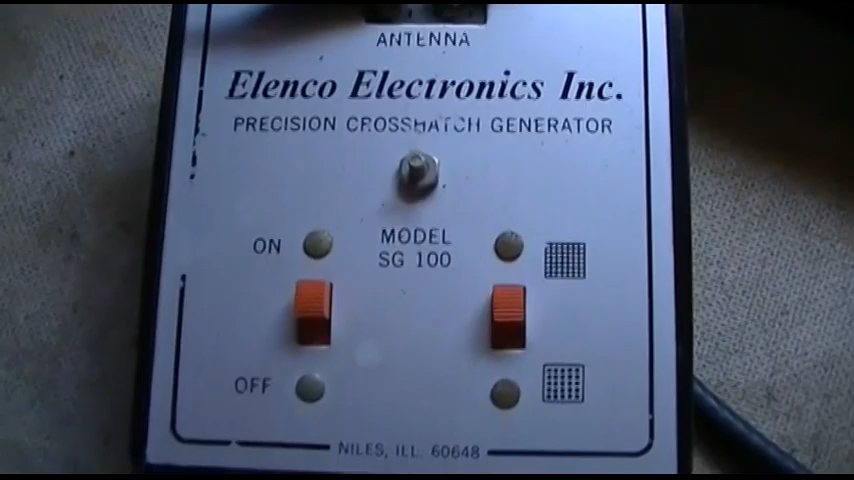 ANTENNA
Elenco Electronics Inc.
PRECISION CROSSHATCH GENERATOR
ON
MODEL
SG 100
OFF
NILES, ILL. 60648